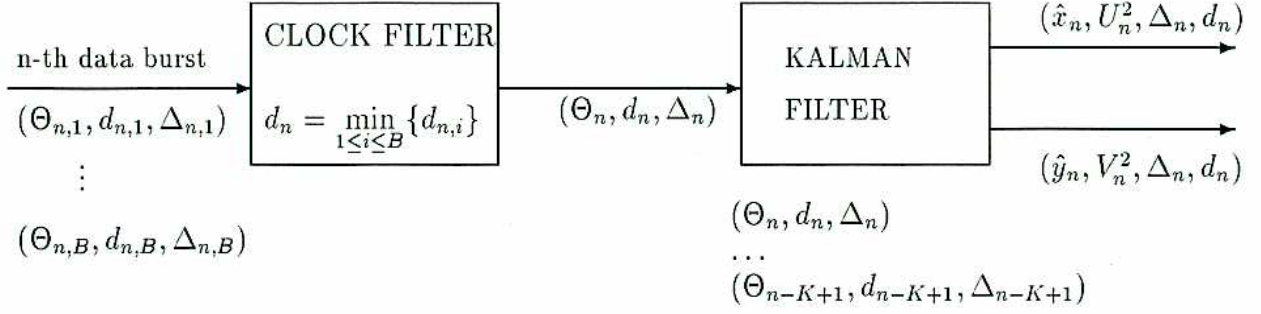 n-th data burst
(Θ_{n,1}, d_{n,1}, Δ_{n,1})
⋮
(Θ_{n,B}, d_{n,B}, Δ_{n,B})
CLOCK FILTER
d_n = min_{1≤i≤B} {d_{n,i}}
(Θ_n, d_n, Δ_n)
KALMAN
FILTER
(Θ_n, d_n, Δ_n)
...
(Θ_{n−K+1}, d_{n−K+1}, Δ_{n−K+1})
(x̂_n, U_n^2, Δ_n, d_n)
(ŷ_n, V_n^2, Δ_n, d_n)